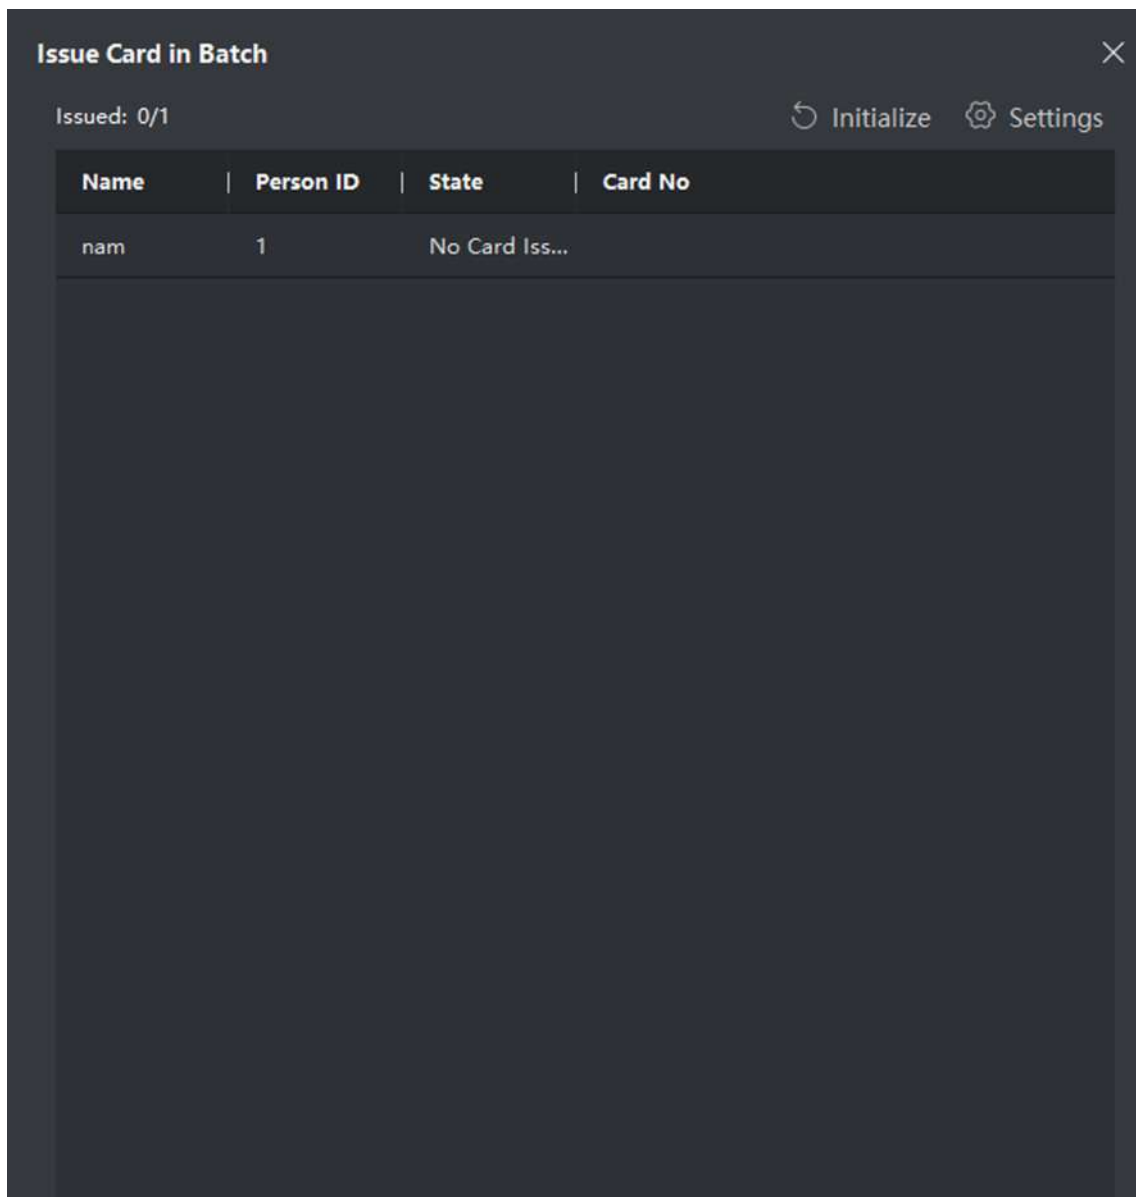 Issue Card in Batch
Issued: 0/1 Initialize Settings
Name | Person ID | State | Card No
nam 1 No Card Iss...